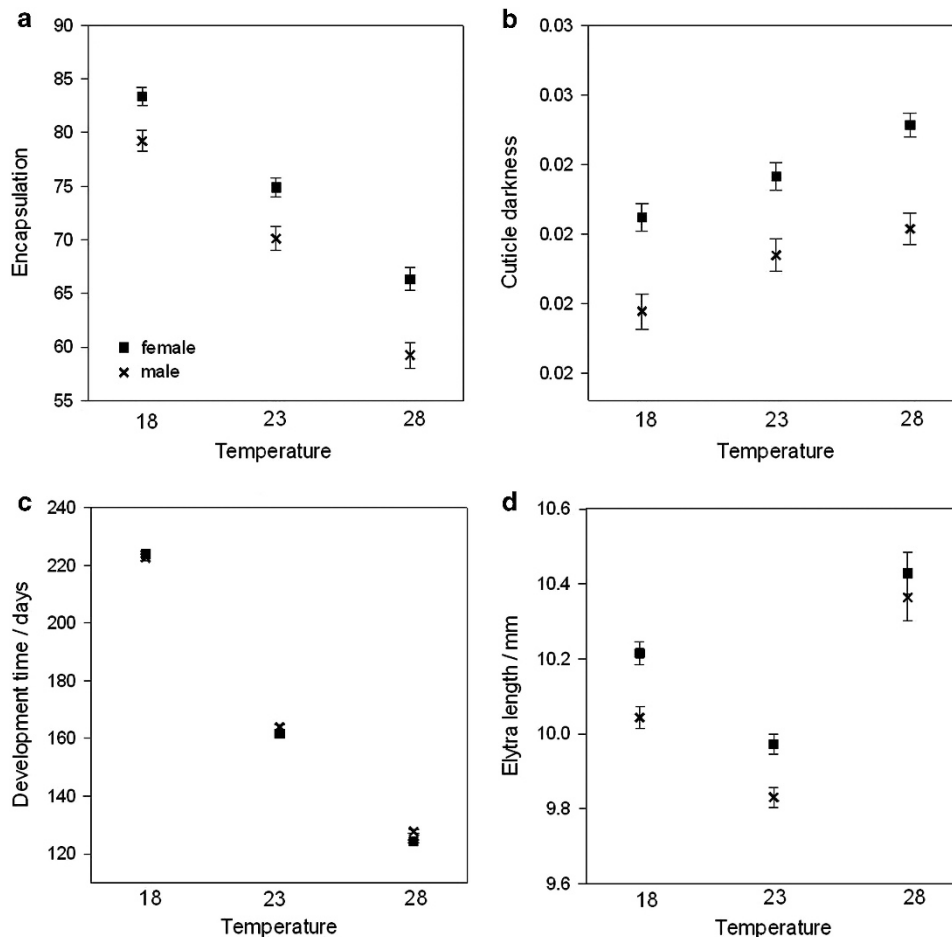 a
90
85
80
75
70
65
60
55
Encapsulation
female
male
18 23 28
Temperature
b
0.03
0.03
0.02
0.02
0.02
0.02
Cuticle darkness
18 23 28
Temperature
c
240
220
200
180
160
140
120
Development time / days
18 23 28
Temperature
d
10.6
10.4
10.2
10.0
9.8
9.6
Elytra length / mm
18 23 28
Temperature